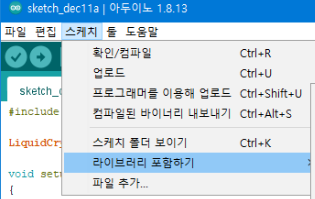 sketch_dec11a | 아두이노 1.8.13
파일 편집 스케치 툴 도움말
확인/컴파일 Ctrl+R
업로드 Ctrl+U
프로그래머를 이용해 업로드 Ctrl+Shift+U
컴파일된 바이너리 내보내기 Ctrl+Alt+S
스케치 폴더 보이기 Ctrl+K
라이브러리 포함하기
파일 추가...
sketch_de
#include
LiquidCry
void setu
{